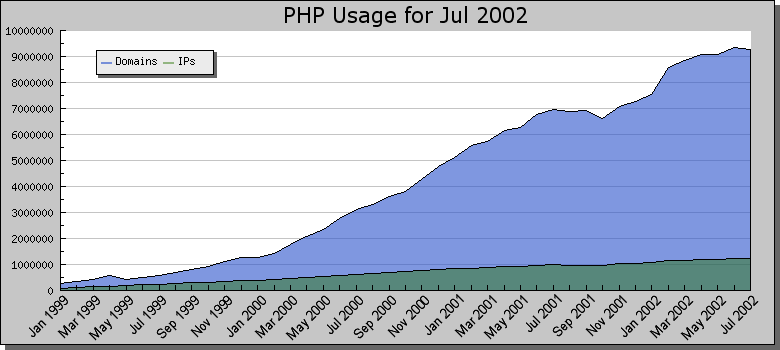 PHP Usage for Jul 2002
10000000
9000000
8000000
7000000
6000000
5000000
4000000
3000000
2000000
1000000
0
Domains IPs
Jan 1999
Mar 1999
May 1999
Jul 1999
Sep 1999
Nov 1999
Jan 2000
Mar 2000
May 2000
Jul 2000
Sep 2000
Nov 2000
Jan 2001
Mar 2001
May 2001
Jul 2001
Sep 2001
Nov 2001
Jan 2002
Mar 2002
May 2002
Jul 2002